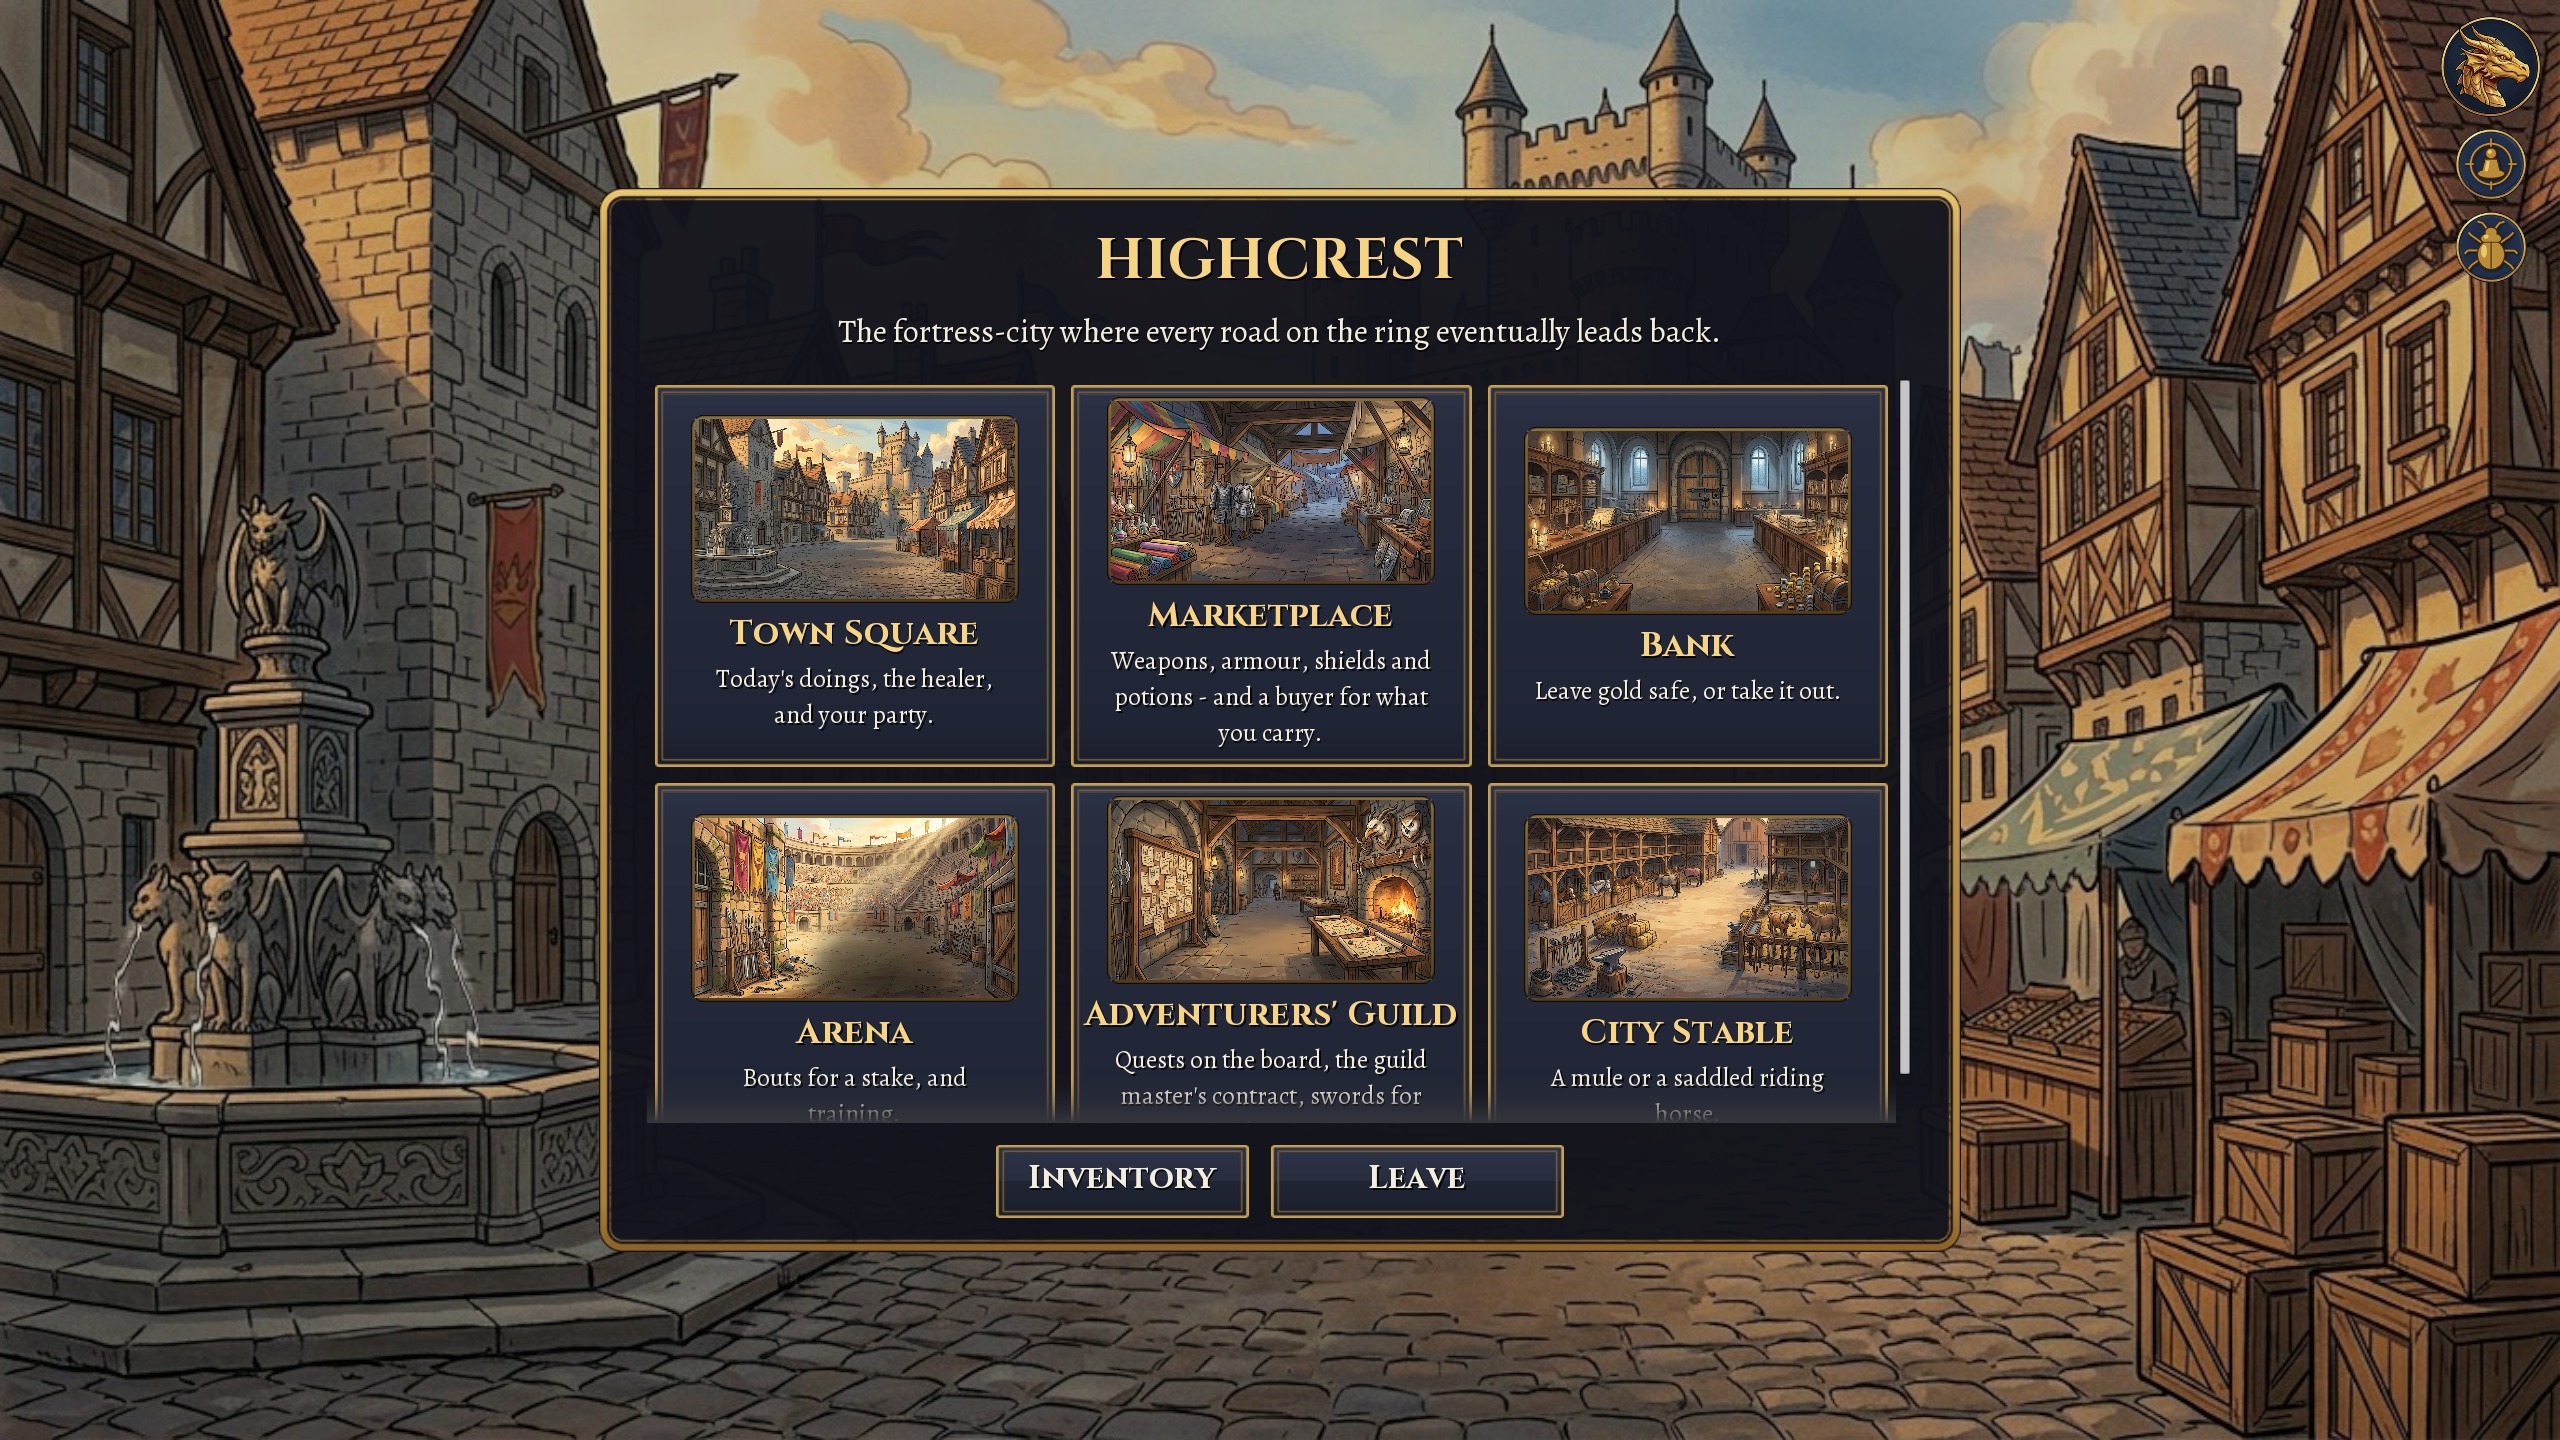 HIGHCREST
The fortress-city where every road on the ring eventually leads back.
TOWN SQUARE
Today's doings, the healer,
and your party.
MARKETPLACE
Weapons, armour, shields and
potions - and a buyer for what
you carry.
BANK
Leave gold safe, or take it out.
ARENA
Bouts for a stake, and
training.
ADVENTURERS' GUILD
Quests on the board, the guild
master's contract, swords for
CITY STABLE
A mule or a saddled riding
horse.
INVENTORY
LEAVE